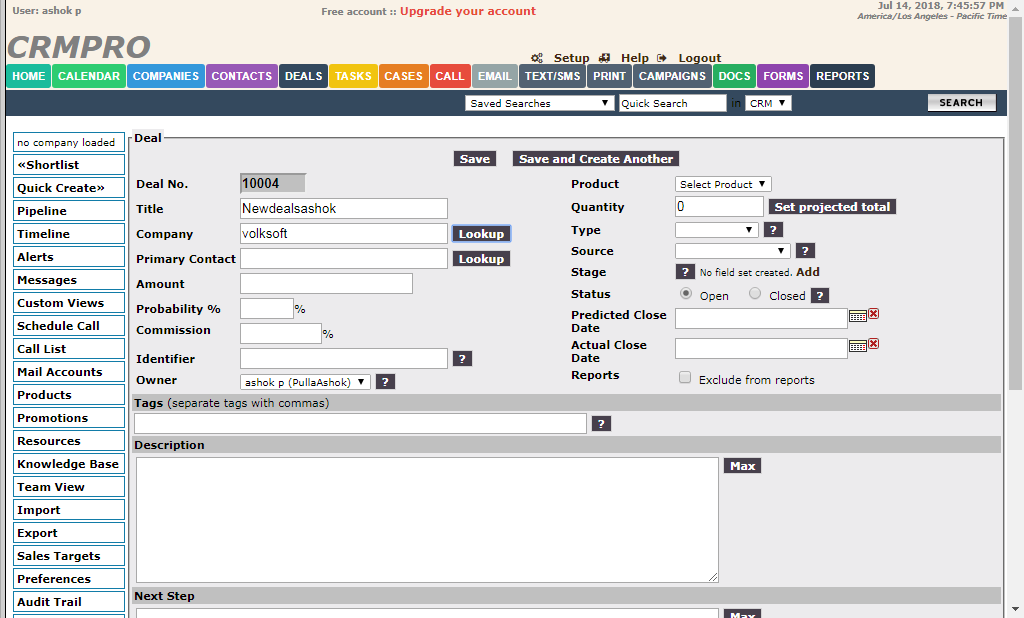 User: ashok p
Free account :: Upgrade your account
Jul 14, 2018, 7:45:57 PM
America/Los Angeles - Pacific Time
CRMPRO
Setup Help Logout
HOME CALENDAR COMPANIES CONTACTS DEALS TASKS CASES CALL EMAIL TEXT/SMS PRINT CAMPAIGNS DOCS FORMS REPORTS
Saved Searches Quick Search in CRM SEARCH
no company loaded
«Shortlist
Quick Create»
Pipeline
Timeline
Alerts
Messages
Custom Views
Schedule Call
Call List
Mail Accounts
Products
Promotions
Resources
Knowledge Base
Team View
Import
Export
Sales Targets
Preferences
Audit Trail
Deal
Save Save and Create Another
Deal No. 10004
Title Newdealsashok
Company volksoft Lookup
Primary Contact Lookup
Amount
Probability % %
Commission %
Identifier ?
Owner ashok p (PullaAshok) ?
Product Select Product
Quantity 0 Set projected total
Type ?
Source ?
Stage ? No field set created. Add
Status Open Closed ?
Predicted Close
Date
Actual Close
Date
Reports Exclude from reports
Tags (separate tags with commas)
?
Description
Max
Next Step
Max